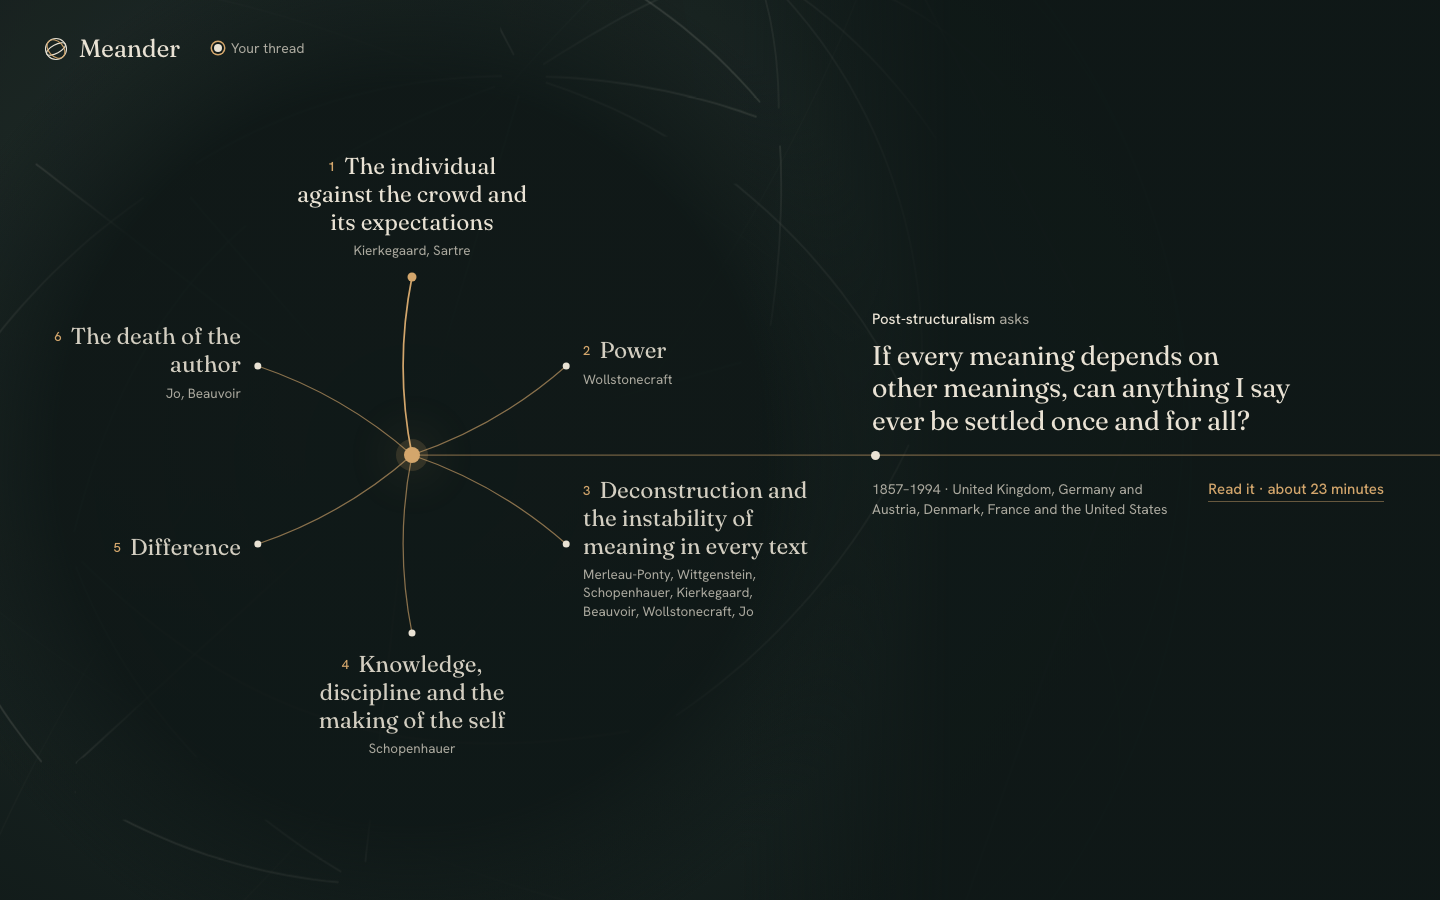 Meander
Your thread
1 The individual
against the crowd and
its expectations
Kierkegaard, Sartre
6 The death of the
author
Jo, Beauvoir
2 Power
Wollstonecraft
Post-structuralism asks
If every meaning depends on
other meanings, can anything I say
ever be settled once and for all?
1857–1994 · United Kingdom, Germany and
Austria, Denmark, France and the United States
Read it · about 23 minutes
3 Deconstruction and
the instability of
meaning in every text
Merleau-Ponty, Wittgenstein,
Schopenhauer, Kierkegaard,
Beauvoir, Wollstonecraft, Jo
5 Difference
4 Knowledge,
discipline and the
making of the self
Schopenhauer